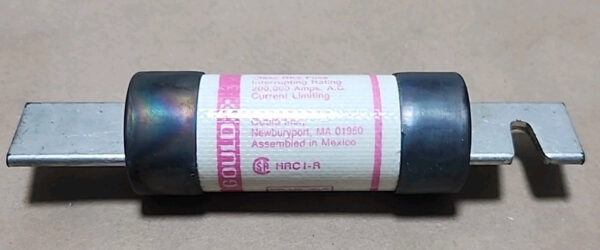 GOULD
Class RK5 Fuse
Interrupting Rating
200,000 Amps. A.C.
Current Limiting
Gould Inc.,
Newburyport, MA 01950
Assembled in Mexico
HRCI-R